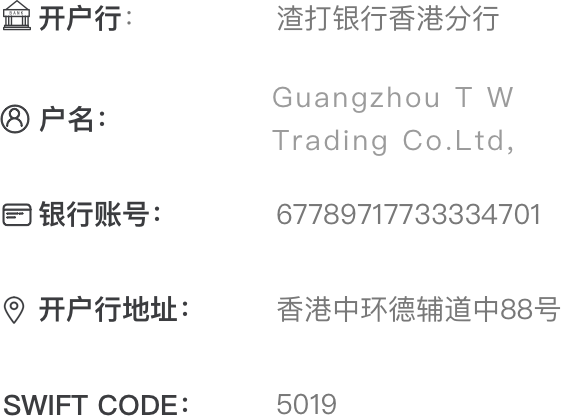 开户行： 渣打银行香港分行
户名： Guangzhou T W
Trading Co.Ltd,
银行账号： 67789717733334701
开户行地址： 香港中环德辅道中88号
SWIFT CODE： 5019